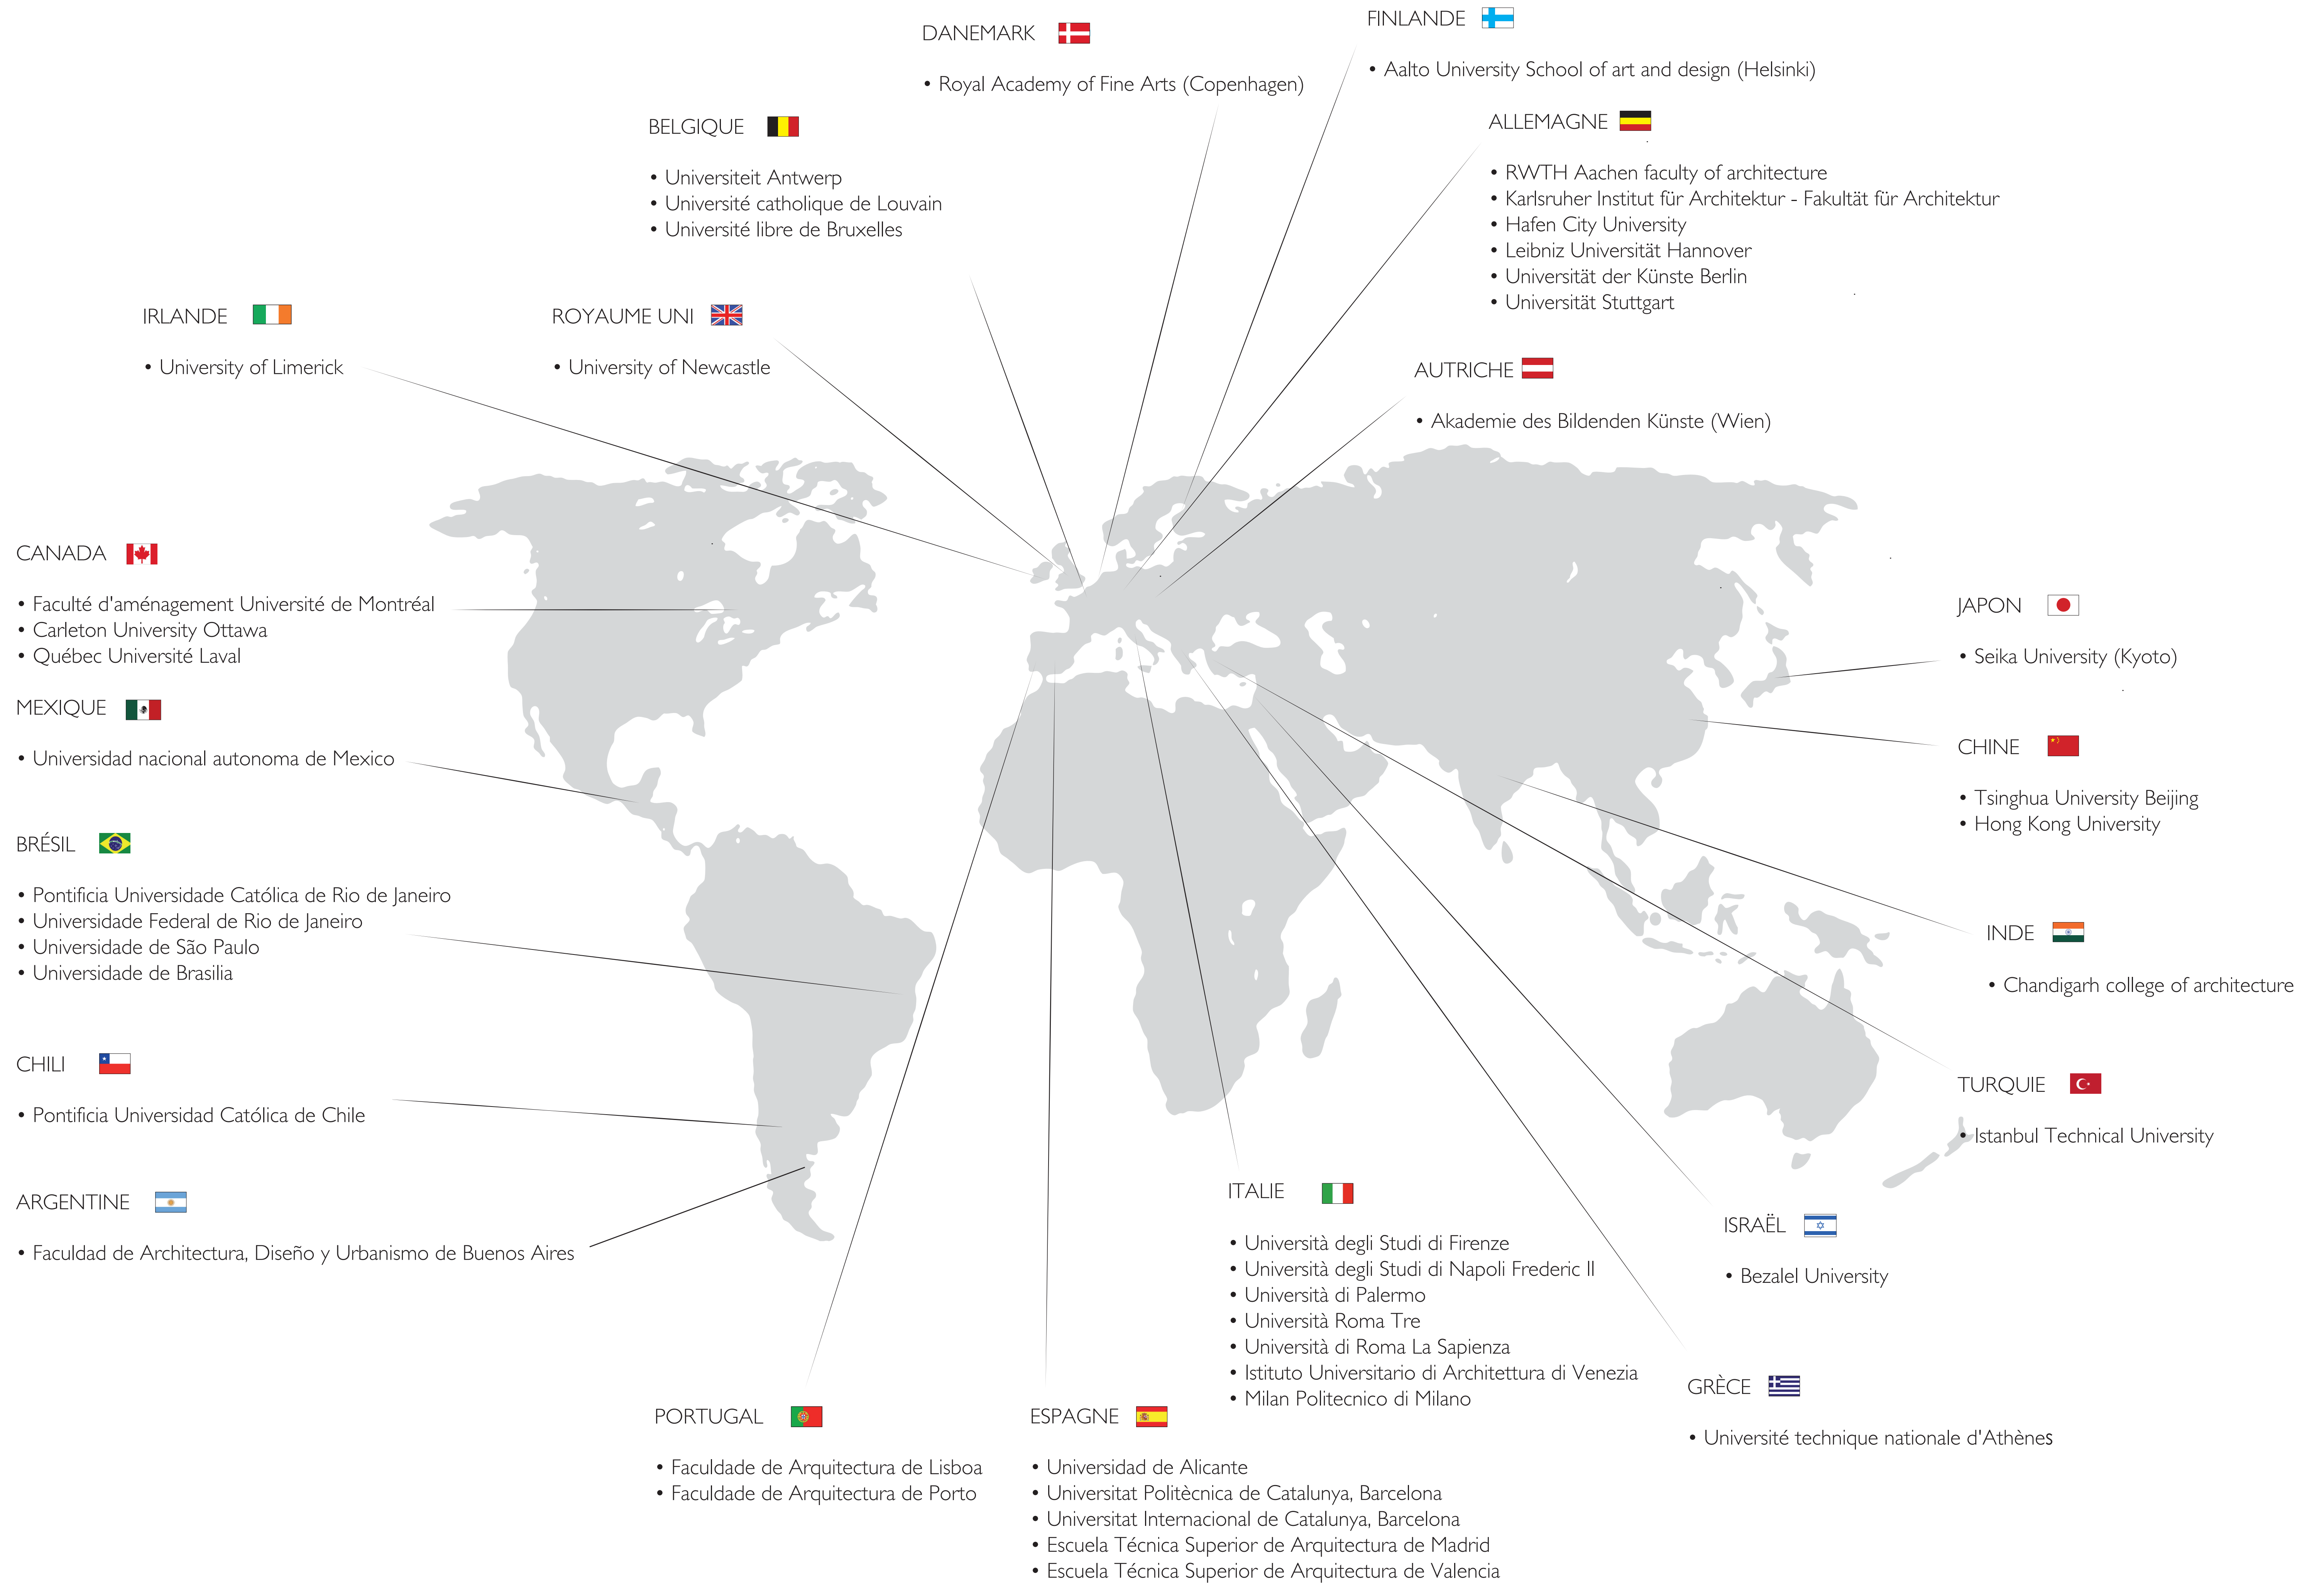 DANEMARK
• Royal Academy of Fine Arts (Copenhagen)
FINLANDE
• Aalto University School of art and design (Helsinki)
BELGIQUE
• Universiteit Antwerp
• Université catholique de Louvain
• Université libre de Bruxelles
ALLEMAGNE
• RWTH Aachen faculty of architecture
• Karlsruher Institut für Architektur - Fakultät für Architektur
• Hafen City University
• Leibniz Universität Hannover
• Universität der Künste Berlin
• Universität Stuttgart
IRLANDE
• University of Limerick
ROYAUME UNI
• University of Newcastle
AUTRICHE
• Akademie des Bildenden Künste (Wien)
CANADA
• Faculté d'aménagement Université de Montréal
• Carleton University Ottawa
• Québec Université Laval
MEXIQUE
• Universidad nacional autonoma de Mexico
BRÉSIL
• Pontificia Universidade Católica de Rio de Janeiro
• Universidade Federal de Rio de Janeiro
• Universidade de São Paulo
• Universidade de Brasilia
CHILI
• Pontificia Universidad Católica de Chile
ARGENTINE
• Faculdad de Architectura, Diseño y Urbanismo de Buenos Aires
JAPON
• Seika University (Kyoto)
CHINE
• Tsinghua University Beijing
• Hong Kong University
INDE
• Chandigarh college of architecture
TURQUIE
• Istanbul Technical University
ISRAËL
• Bezalel University
GRÈCE
• Université technique nationale d'Athènes
ITALIE
• Università degli Studi di Firenze
• Università degli Studi di Napoli Frederic II
• Università di Palermo
• Università Roma Tre
• Università di Roma La Sapienza
• Istituto Universitario di Architettura di Venezia
• Milan Politecnico di Milano
PORTUGAL
• Faculdade de Arquitectura de Lisboa
• Faculdade de Arquitectura de Porto
ESPAGNE
• Universidad de Alicante
• Universitat Politècnica de Catalunya, Barcelona
• Universitat Internacional de Catalunya, Barcelona
• Escuela Técnica Superior de Arquitectura de Madrid
• Escuela Técnica Superior de Arquitectura de Valencia